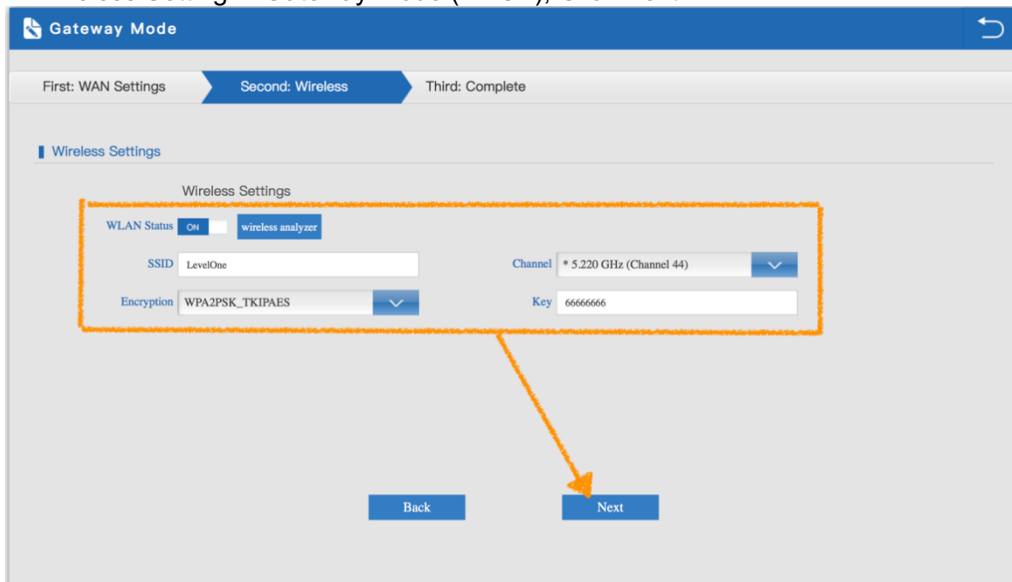 Gateway Mode
First: WAN Settings Second: Wireless Third: Complete
Wireless Settings
Wireless Settings
WLAN Status ON wireless analyzer
SSID LevelOne Channel * 5.220 GHz (Channel 44)
Encryption WPA2PSK_TKIPAES Key 66666666
Back Next